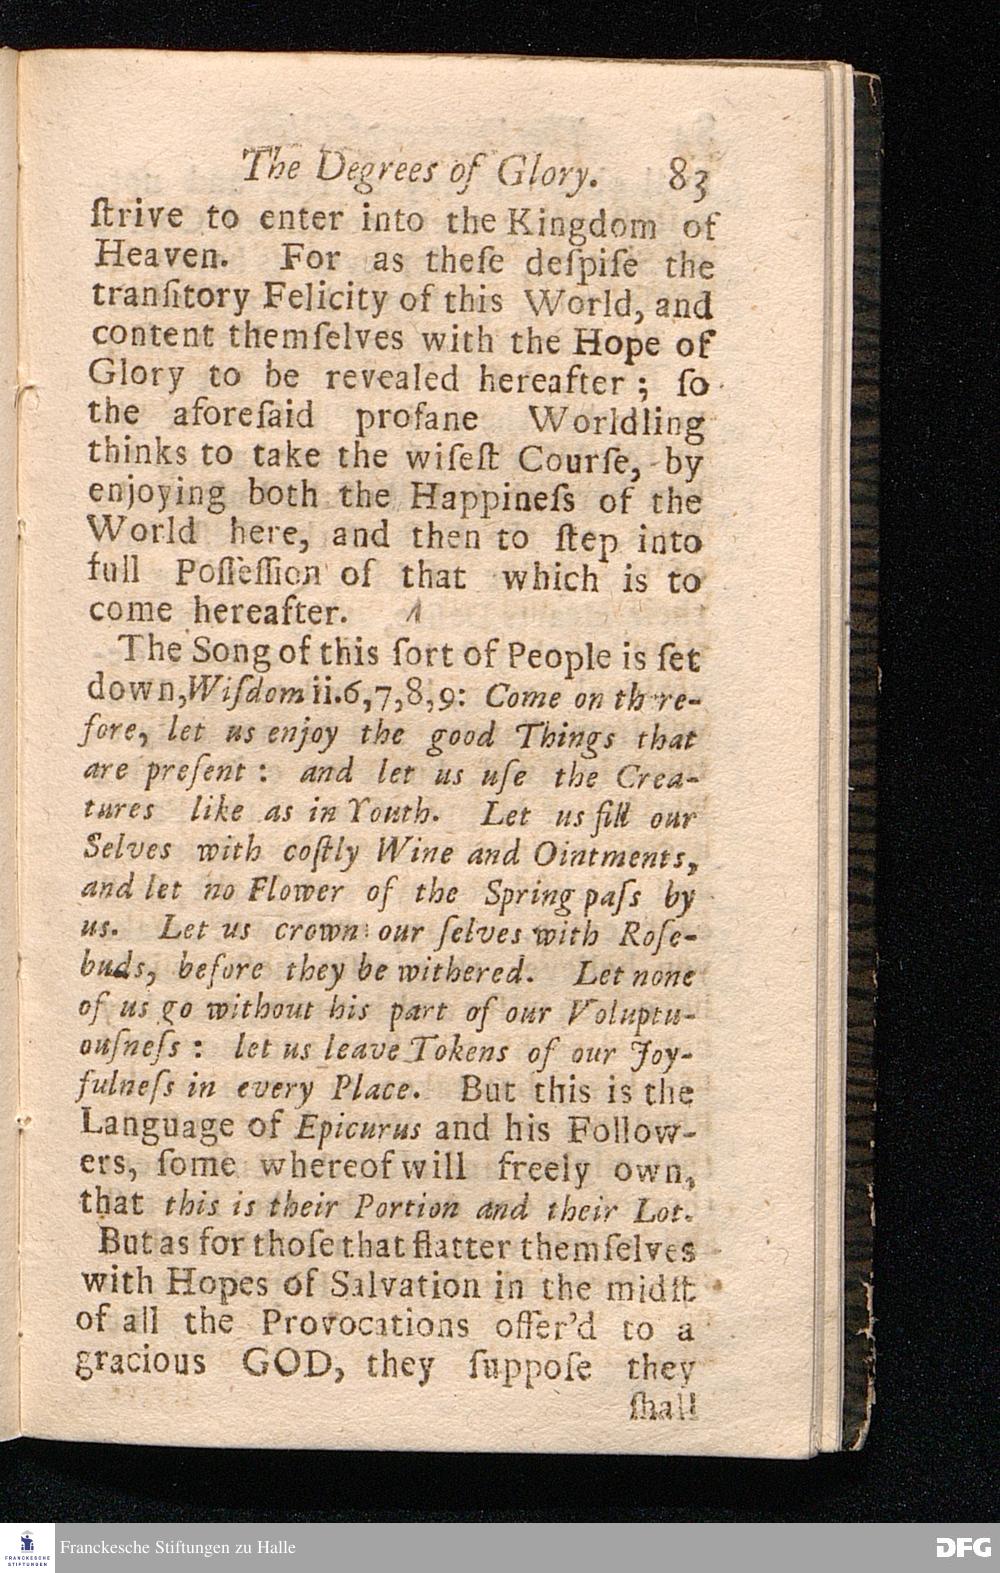 The Degrees of Glory. 83
ſtrive to enter into the Kingdom of
Heaven. For as theſe deſpiſe the
tranſitory Felicity of this World, and
content themſelves with the Hope of
Glory to be revealed hereafter; ſo
the aforeſaid profane Worldling
thinks to take the wiſeſt Courſe, by
enjoying both the Happineſs of the
World here, and then to ſtep into
full Poſſeſſion of that which is to
come hereafter.
The Song of this ſort of People is ſet
down, Wiſdom ii. 6, 7, 8, 9: Come on there-
fore, let us enjoy the good Things that
are preſent: and let us uſe the Crea-
tures like as in Youth. Let us fill our
Selves with coſtly Wine and Ointments,
and let no Flower of the Spring paſs by
us. Let us crown our ſelves with Roſe-
buds, before they be withered. Let none
of us go without his part of our Voluptu-
ouſneſs: let us leave Tokens of our Joy-
fulneſs in every Place. But this is the
Language of Epicurus and his Follow-
ers, ſome whereof will freely own,
that this is their Portion and their Lot.
But as for thoſe that flatter themſelves
with Hopes of Salvation in the midſt
of all the Provocations offer'd to a
gracious GOD, they ſuppoſe they
ſhall
FRANCKESCHE
STIFTUNGEN
Franckesche Stiftungen zu Halle
DFG